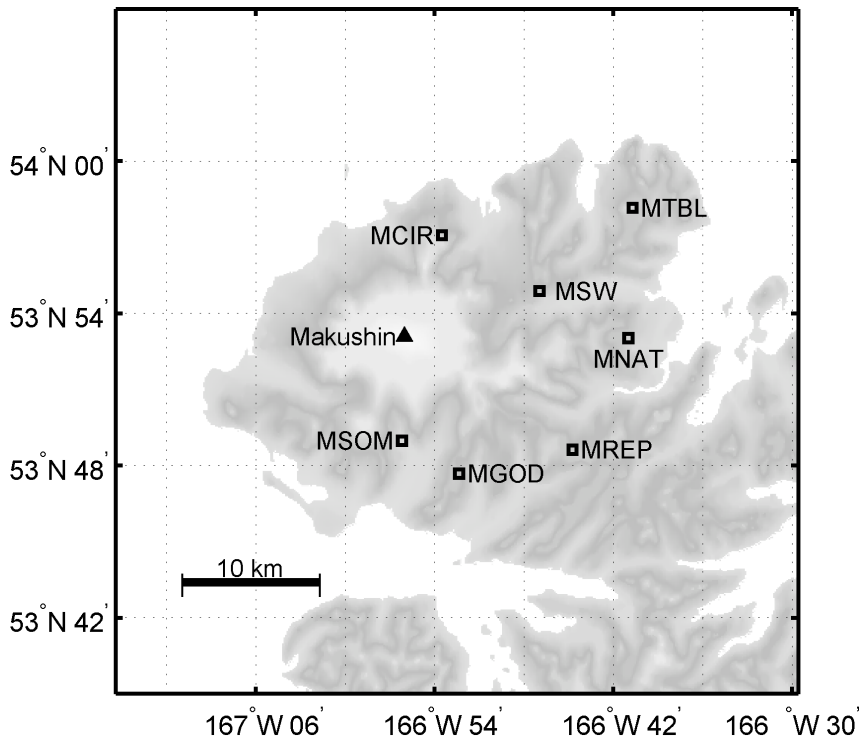 54°N 00'
MTBL
MCIR
MSW
53°N 54'
Makushin
MNAT
MSOM
MREP
53°N 48'
MGOD
10 km
53°N 42'
167°W 06' 166°W 54' 166°W 42' 166°W 30'